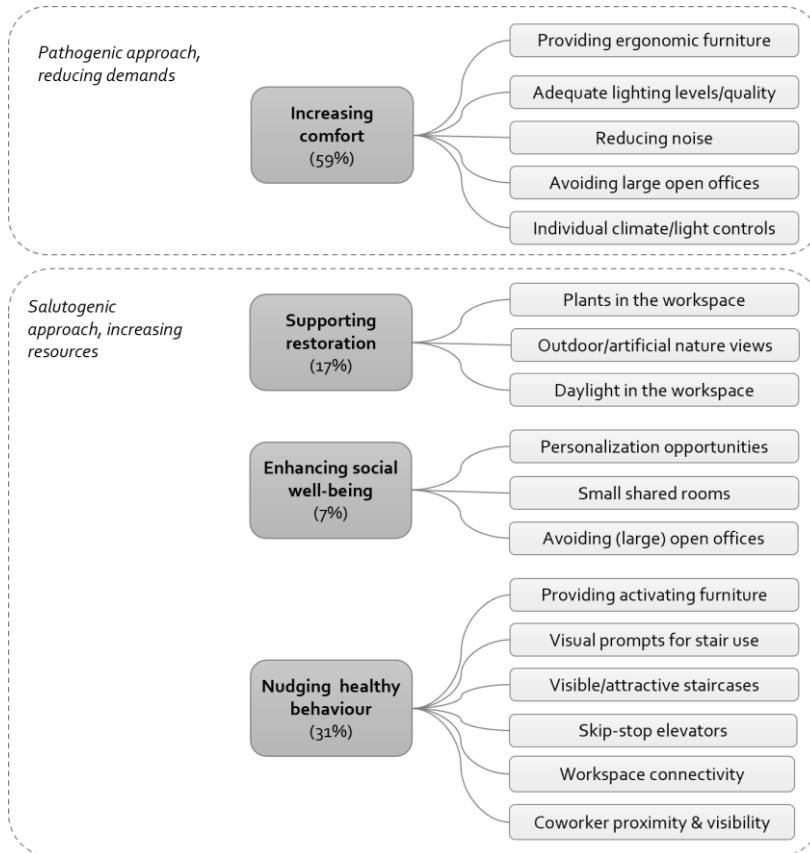 Pathogenic approach,
reducing demands
Increasing
comfort
(59%)
Providing ergonomic furniture
Adequate lighting levels/quality
Reducing noise
Avoiding large open offices
Individual climate/light controls
Salutogenic
approach, increasing
resources
Supporting
restoration
(17%)
Plants in the workspace
Outdoor/artificial nature views
Daylight in the workspace
Enhancing social
well-being
(7%)
Personalization opportunities
Small shared rooms
Avoiding (large) open offices
Nudging healthy
behaviour
(31%)
Providing activating furniture
Visual prompts for stair use
Visible/attractive staircases
Skip-stop elevators
Workspace connectivity
Coworker proximity & visibility